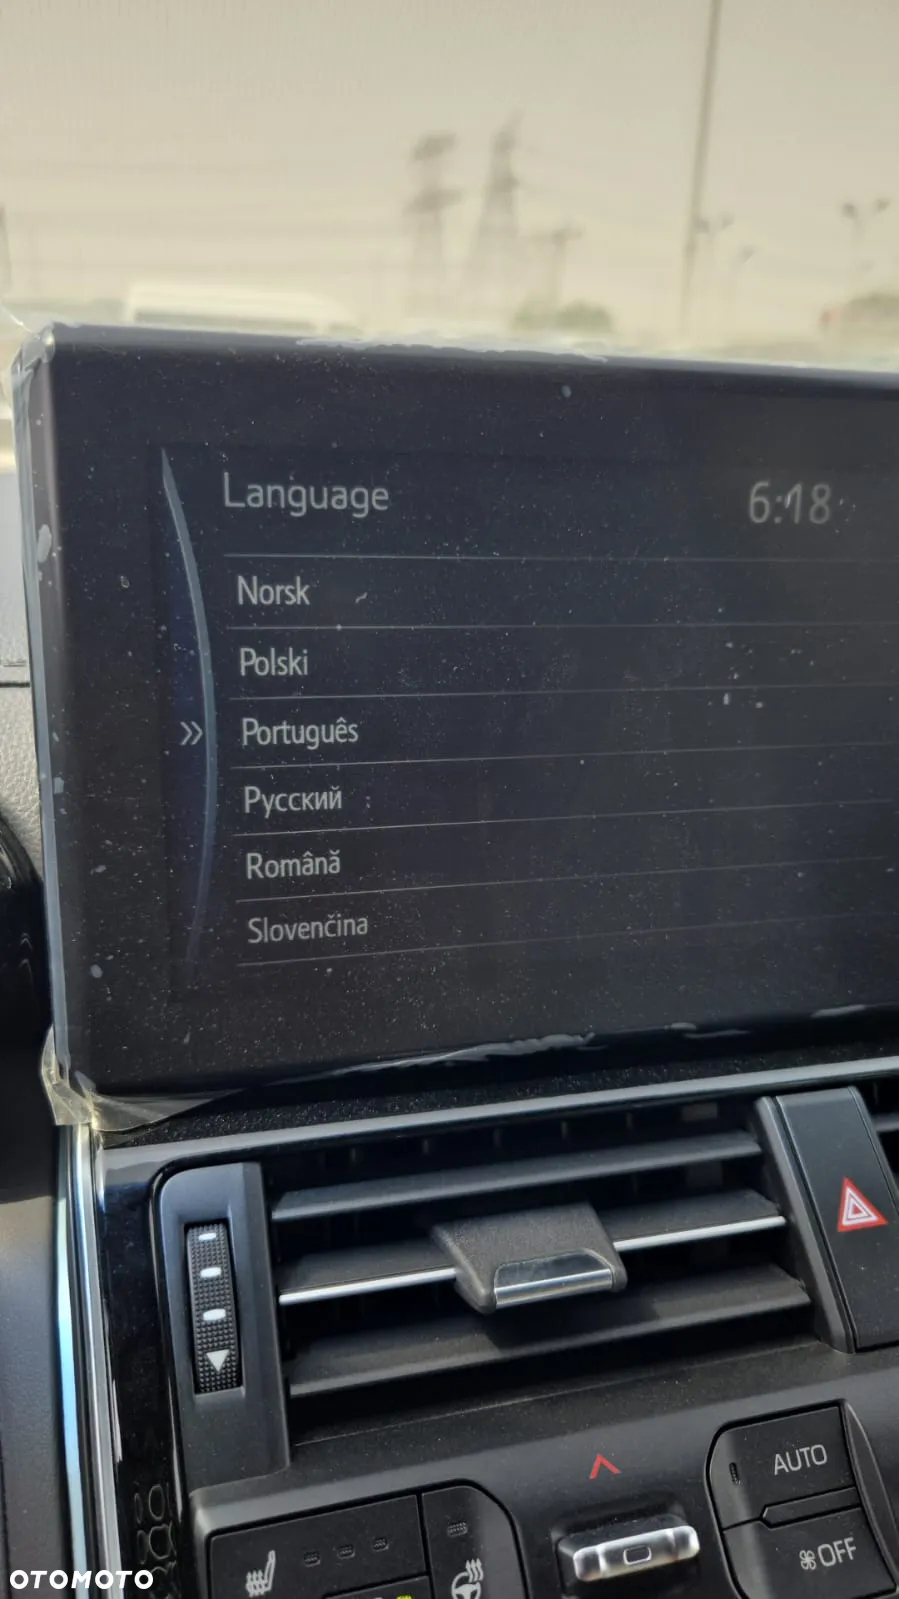 Language
6:18
Norsk
Polski
Português
Русский
Română
Slovenčina
AUTO
OFF
OTOMOTO